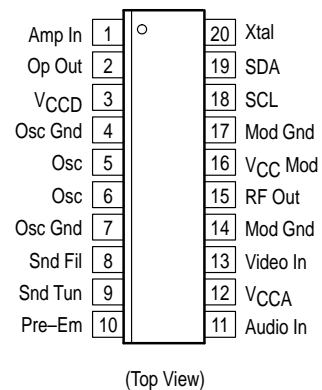 Amp In 1 20 Xtal
Op Out 2 19 SDA
VCCD 3 18 SCL
Osc Gnd 4 17 Mod Gnd
Osc 5 16 VCC Mod
Osc 6 15 RF Out
Osc Gnd 7 14 Mod Gnd
Snd Fil 8 13 Video In
Snd Tun 9 12 VCCA
Pre–Em 10 11 Audio In
(Top View)